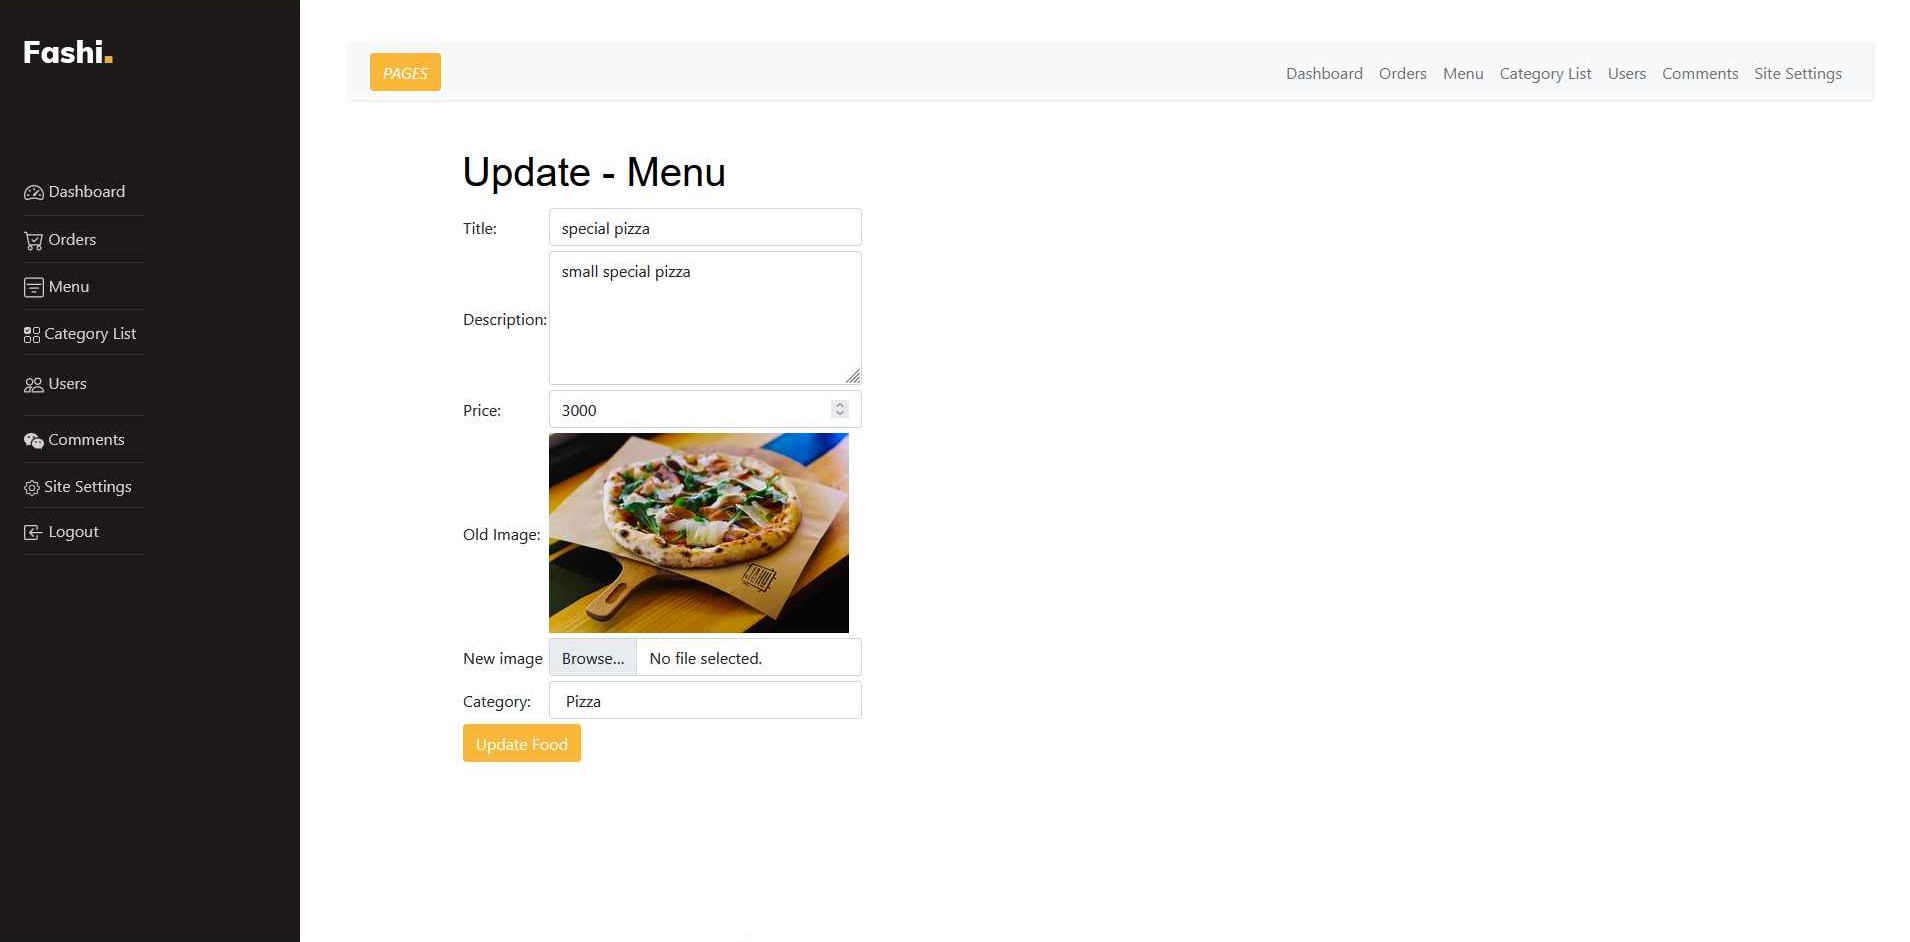 Fashi.
Dashboard
Orders
Menu
Category List
Users
Comments
Site Settings
Logout
PAGES
Dashboard Orders Menu Category List Users Comments Site Settings
Update - Menu
Title: special pizza
Description: small special pizza
Price: 3000
Old Image:
New image Browse... No file selected.
Category: Pizza
Update Food